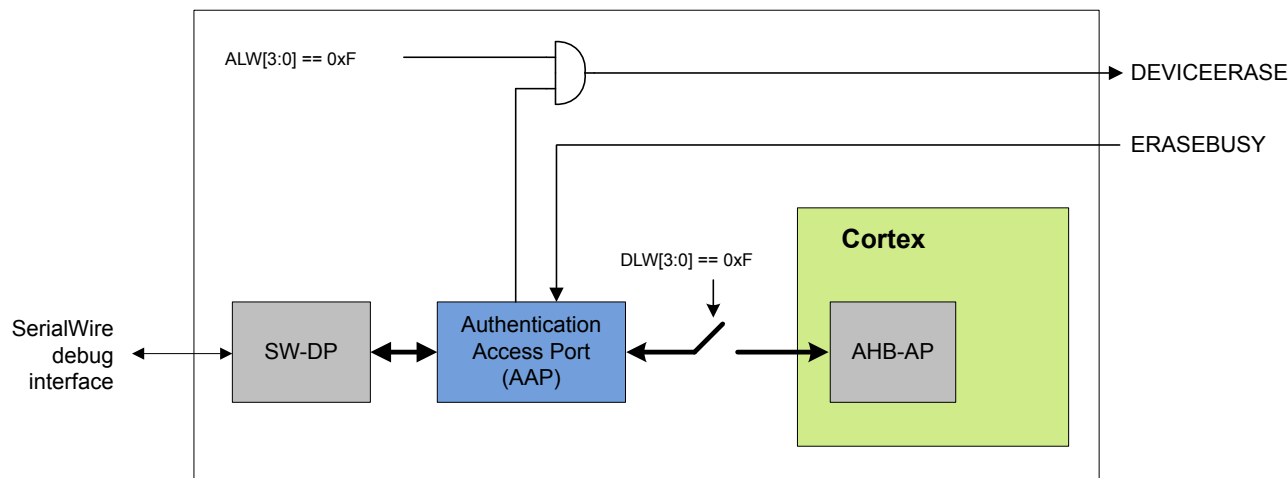 ALW[3:0] == 0xF
DEVICEERASE
ERASEBUSY
Cortex
DLW[3:0] == 0xF
SerialWire
debug
interface
SW-DP
Authentication
Access Port
(AAP)
AHB-AP